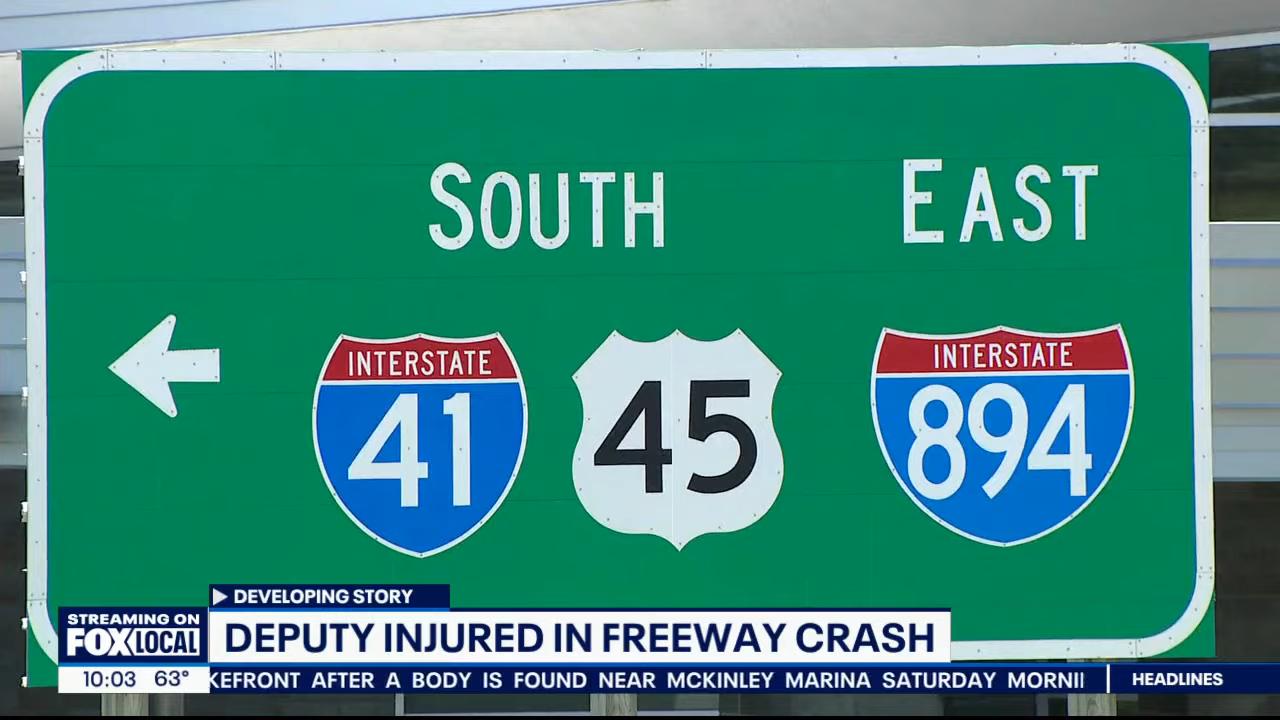 SOUTH EAST
INTERSTATE 41
45
INTERSTATE 894
DEVELOPING STORY
STREAMING ON
FOX LOCAL
DEPUTY INJURED IN FREEWAY CRASH
10:03 63°
KEFRONT AFTER A BODY IS FOUND NEAR MCKINLEY MARINA SATURDAY MORNI
HEADLINES